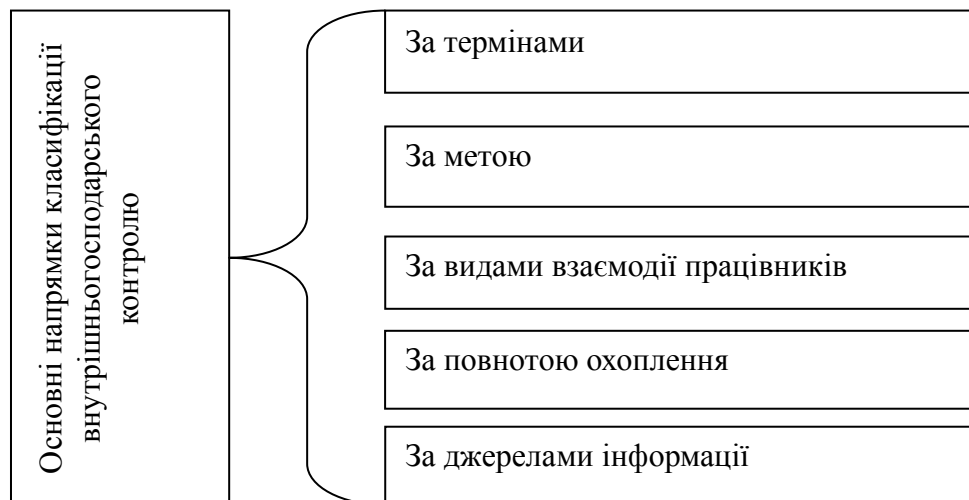 Основні напрямки класифікації
внутрішньогосподарського
контролю
За термінами
За метою
За видами взаємодії працівників
За повнотою охоплення
За джерелами інформації